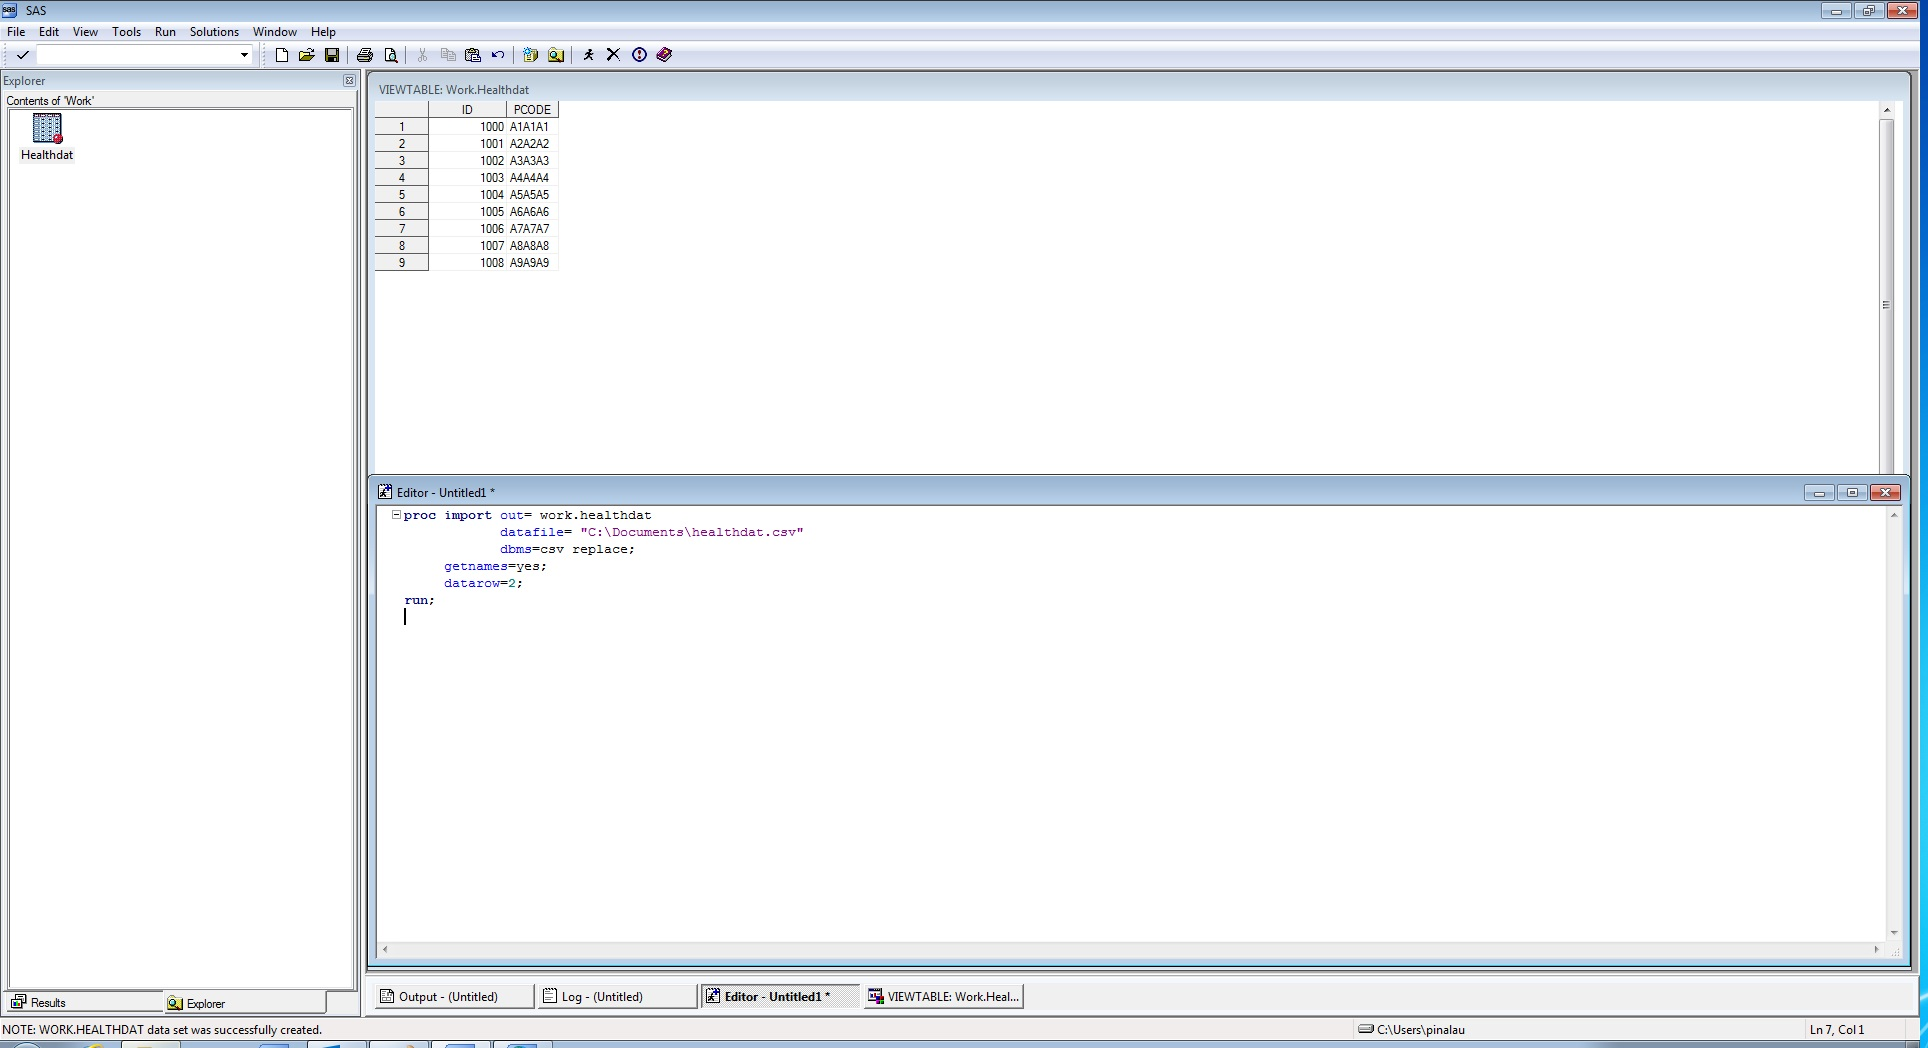 SAS
File Edit View Tools Run Solutions Window Help
Explorer
Contents of 'Work'
Healthdat
VIEWTABLE: Work.Healthdat
ID PCODE
1 1000 A1A1A1
2 1001 A2A2A2
3 1002 A3A3A3
4 1003 A4A4A4
5 1004 A5A5A5
6 1005 A6A6A6
7 1006 A7A7A7
8 1007 A8A8A8
9 1008 A9A9A9
Editor - Untitled1 *
proc import out= work.healthdat
datafile= "C:\Documents\healthdat.csv"
dbms=csv replace;
getnames=yes;
datarow=2;
run;
Results Explorer
Output - (Untitled) Log - (Untitled) Editor - Untitled1 * VIEWTABLE: Work.Heal...
NOTE: WORK.HEALTHDAT data set was successfully created. C:\Users\pinalau Ln 7, Col 1